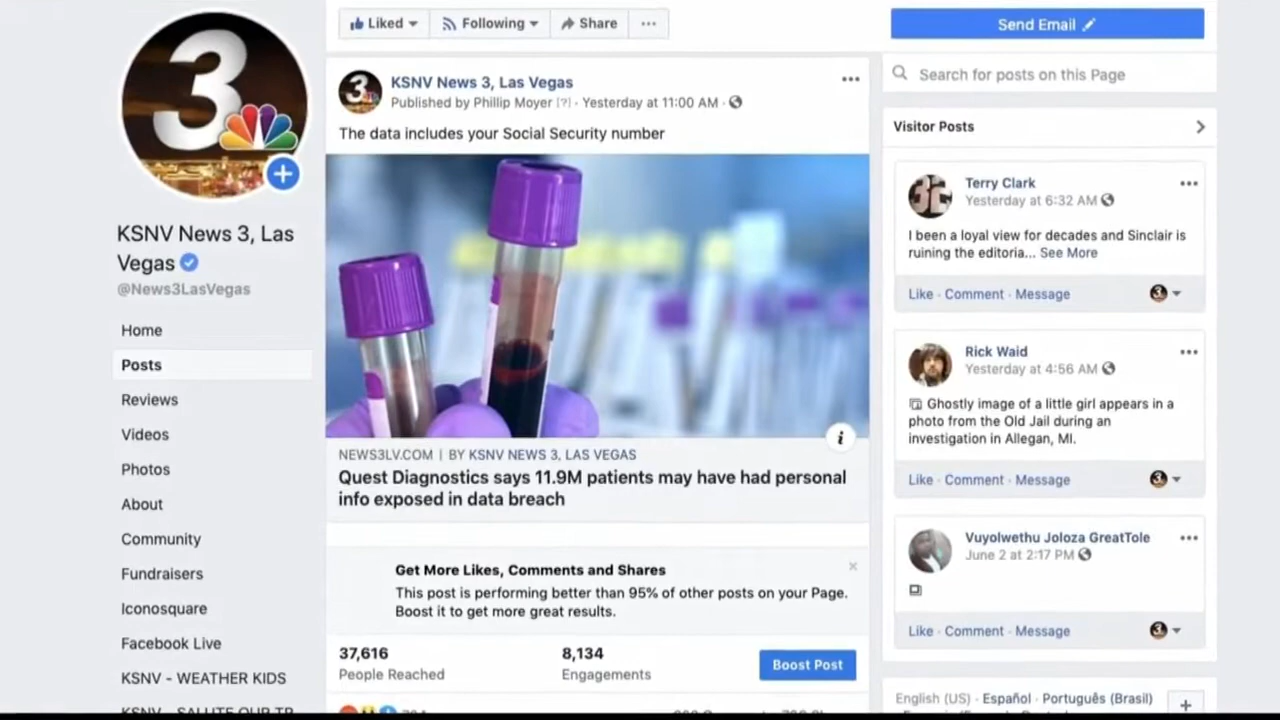 3
KSNV News 3, Las
Vegas
@News3LasVegas
Home
Posts
Reviews
Videos
Photos
About
Community
Fundraisers
Iconosquare
Facebook Live
KSNV - WEATHER KIDS
Liked
Following
Share
3
KSNV News 3, Las Vegas
Published by Phillip Moyer [?] · Yesterday at 11:00 AM ·
The data includes your Social Security number
NEWS3LV.COM | BY KSNV NEWS 3, LAS VEGAS
Quest Diagnostics says 11.9M patients may have had personal
info exposed in data breach
Get More Likes, Comments and Shares
This post is performing better than 95% of other posts on your Page.
Boost it to get more great results.
37,616
People Reached
8,134
Engagements
Boost Post
Send Email
Search for posts on this Page
Visitor Posts
Terry Clark
Yesterday at 6:32 AM
I been a loyal view for decades and Sinclair is
ruining the editoria... See More
Like · Comment · Message
Rick Waid
Yesterday at 4:56 AM
Ghostly image of a little girl appears in a
photo from the Old Jail during an
investigation in Allegan, MI.
Like · Comment · Message
Vuyolwethu Joloza GreatTole
June 2 at 2:17 PM
Like · Comment · Message
English (US) · Español · Português (Brasil)